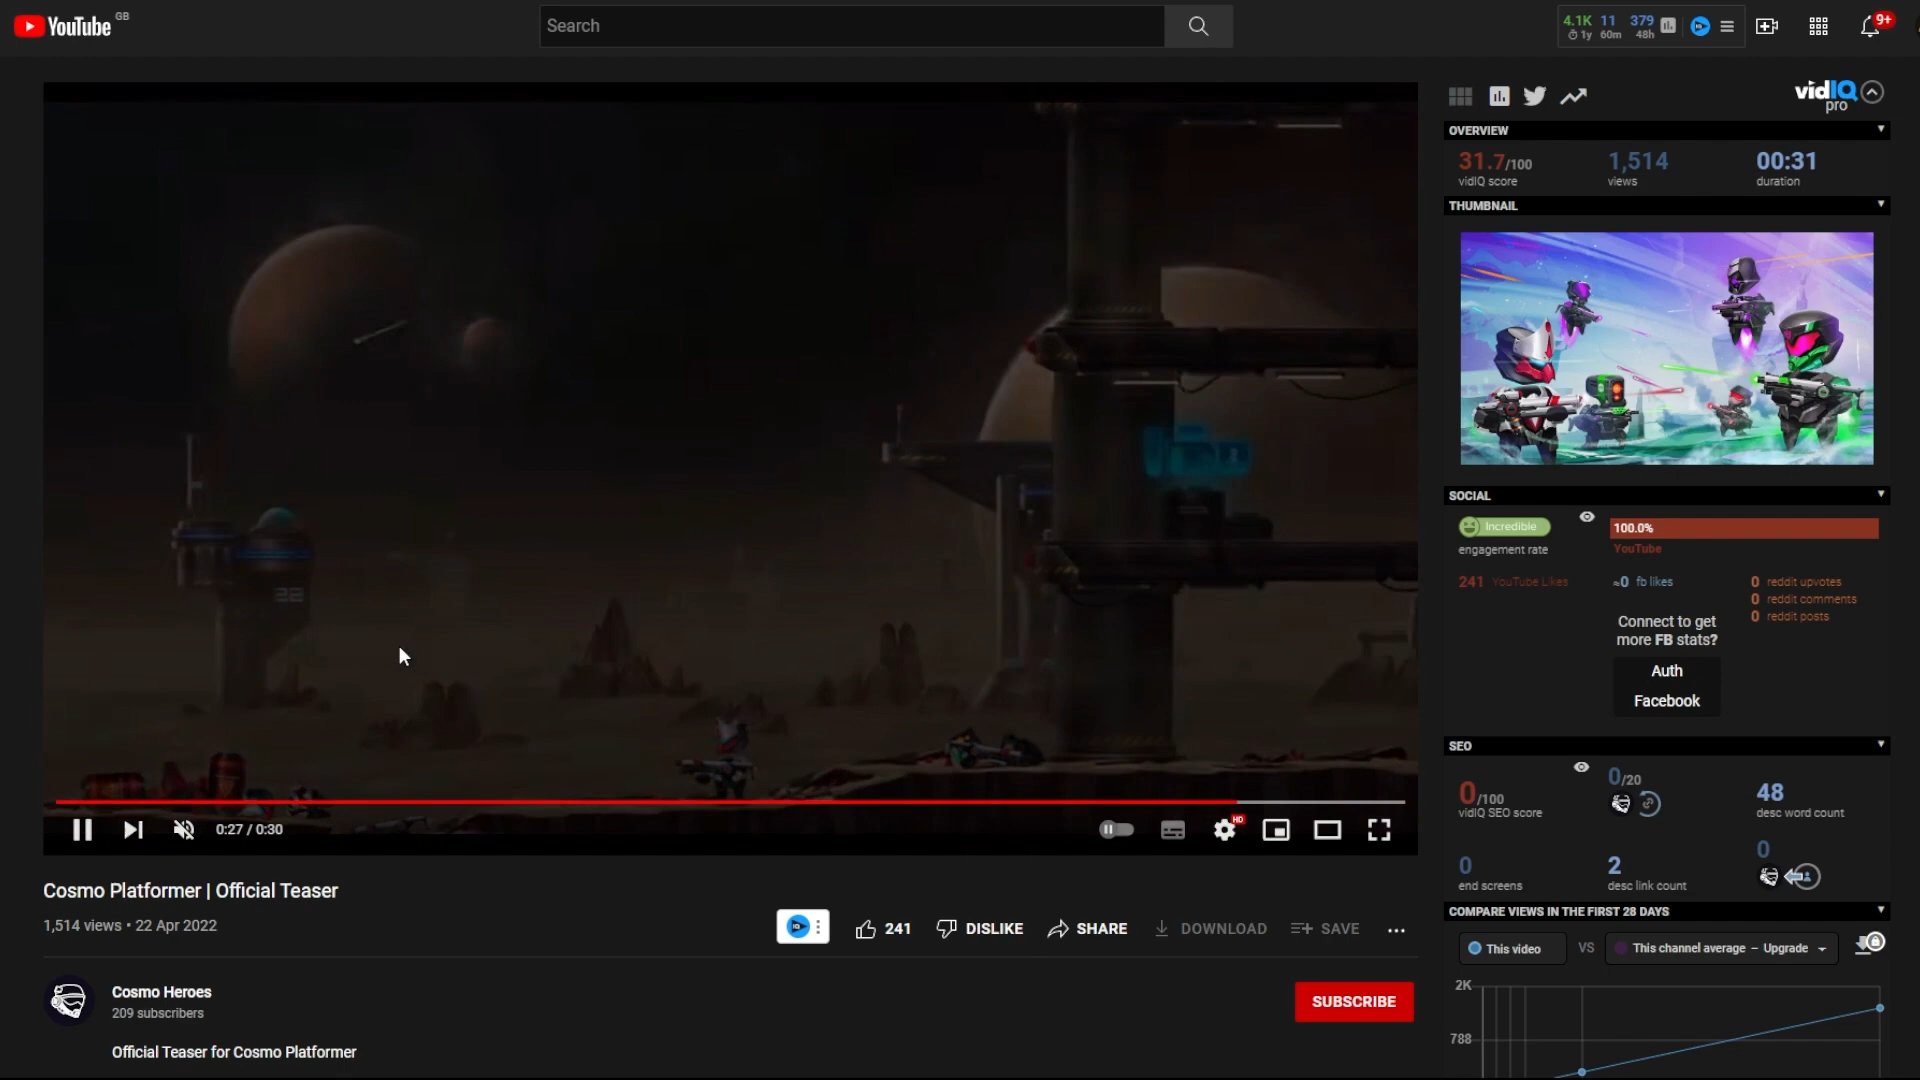 YouTube GB
Search
4.1K 11 379
1y 60m 48h
9+
vidIQ
pro
OVERVIEW
31.7/100 1,514 00:31
vidIQ score views duration
THUMBNAIL
22
SOCIAL
Incredible 100.0%
engagement rate YouTube
241 YouTube Likes ≈0 fb likes 0 reddit upvotes
0 reddit comments
0 reddit posts
Connect to get
more FB stats?
Auth
Facebook
SEO
0/100 0/20 48
vidIQ SEO score desc word count
0 2 0
end screens desc link count
0:27 / 0:30
HD
Cosmo Platformer | Official Teaser
1,514 views • 22 Apr 2022
241 DISLIKE SHARE DOWNLOAD SAVE
COMPARE VIEWS IN THE FIRST 28 DAYS
This video VS This channel average – Upgrade
2K
788
Cosmo Heroes
209 subscribers
SUBSCRIBE
Official Teaser for Cosmo Platformer